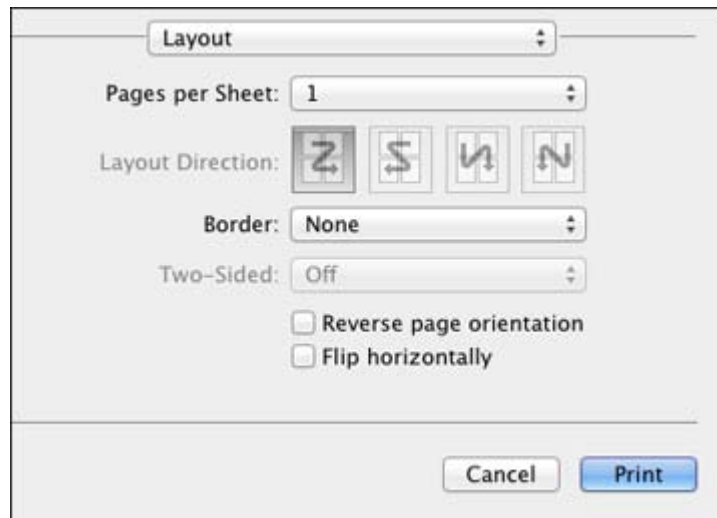 Layout
Pages per Sheet: 1
Layout Direction:
Border: None
Two-Sided: Off
Reverse page orientation
Flip horizontally
Cancel Print